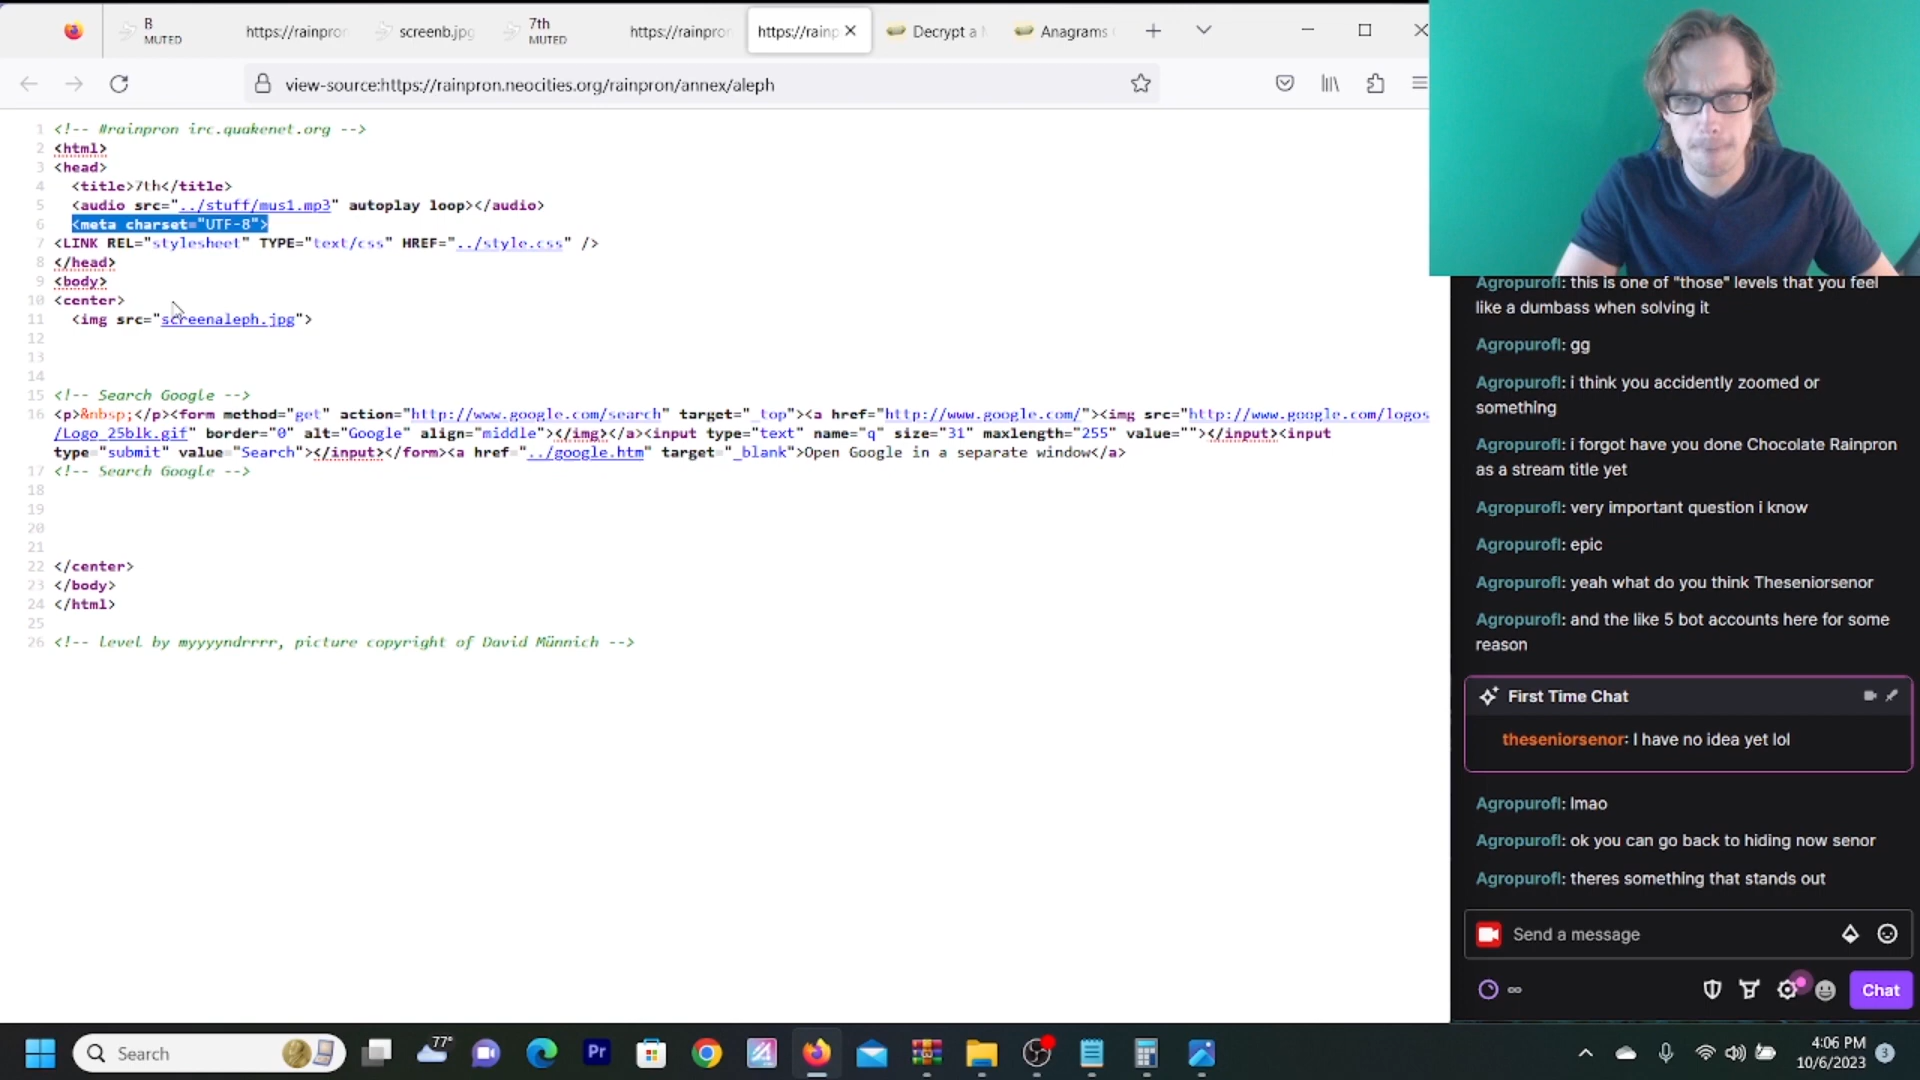 B
MUTED
https://rainpron
screenb.jpg
7th
MUTED
https://rainpron
https://rainp
Decrypt a
Anagrams
view-source:https://rainpron.neocities.org/rainpron/annex/aleph
1 <!-- #rainpron irc.quakenet.org -->
2 <html>
3 <head>
4 <title>7th</title>
5 <audio src="../stuff/mus1.mp3" autoplay loop></audio>
6 <meta charset="UTF-8">
7 <LINK REL="stylesheet" TYPE="text/css" HREF="../style.css" />
8 </head>
9 <body>
10 <center>
11 <img src="screenaleph.jpg">
12
13
14
15 <!-- Search Google -->
16 <p>&nbsp;</p><form method="get" action="http://www.google.com/search" target="_top"><a href="http://www.google.com/"><img src="http://www.google.com/logos
/Logo_25blk.gif" border="0" alt="Google" align="middle"></img></a><input type="text" name="q" size="31" maxlength="255" value=""></input><input
type="submit" value="Search"></input></form><a href="../google.htm" target="_blank">Open Google in a separate window</a>
17 <!-- Search Google -->
18
19
20
21
22 </center>
23 </body>
24 </html>
25
26 <!-- Level by myyyyndrrrr, picture copyright of David Münnich -->
Agropurofl: this is one of "those" levels that you feel
like a dumbass when solving it
Agropurofl: gg
Agropurofl: i think you accidently zoomed or
something
Agropurofl: i forgot have you done Chocolate Rainpron
as a stream title yet
Agropurofl: very important question i know
Agropurofl: epic
Agropurofl: yeah what do you think Theseniorsenor
Agropurofl: and the like 5 bot accounts here for some
reason
First Time Chat
theseniorsenor: I have no idea yet lol
Agropurofl: lmao
Agropurofl: ok you can go back to hiding now senor
Agropurofl: theres something that stands out
Send a message
∞
Chat
Search
77°
Pr
4:06 PM
10/6/2023
3